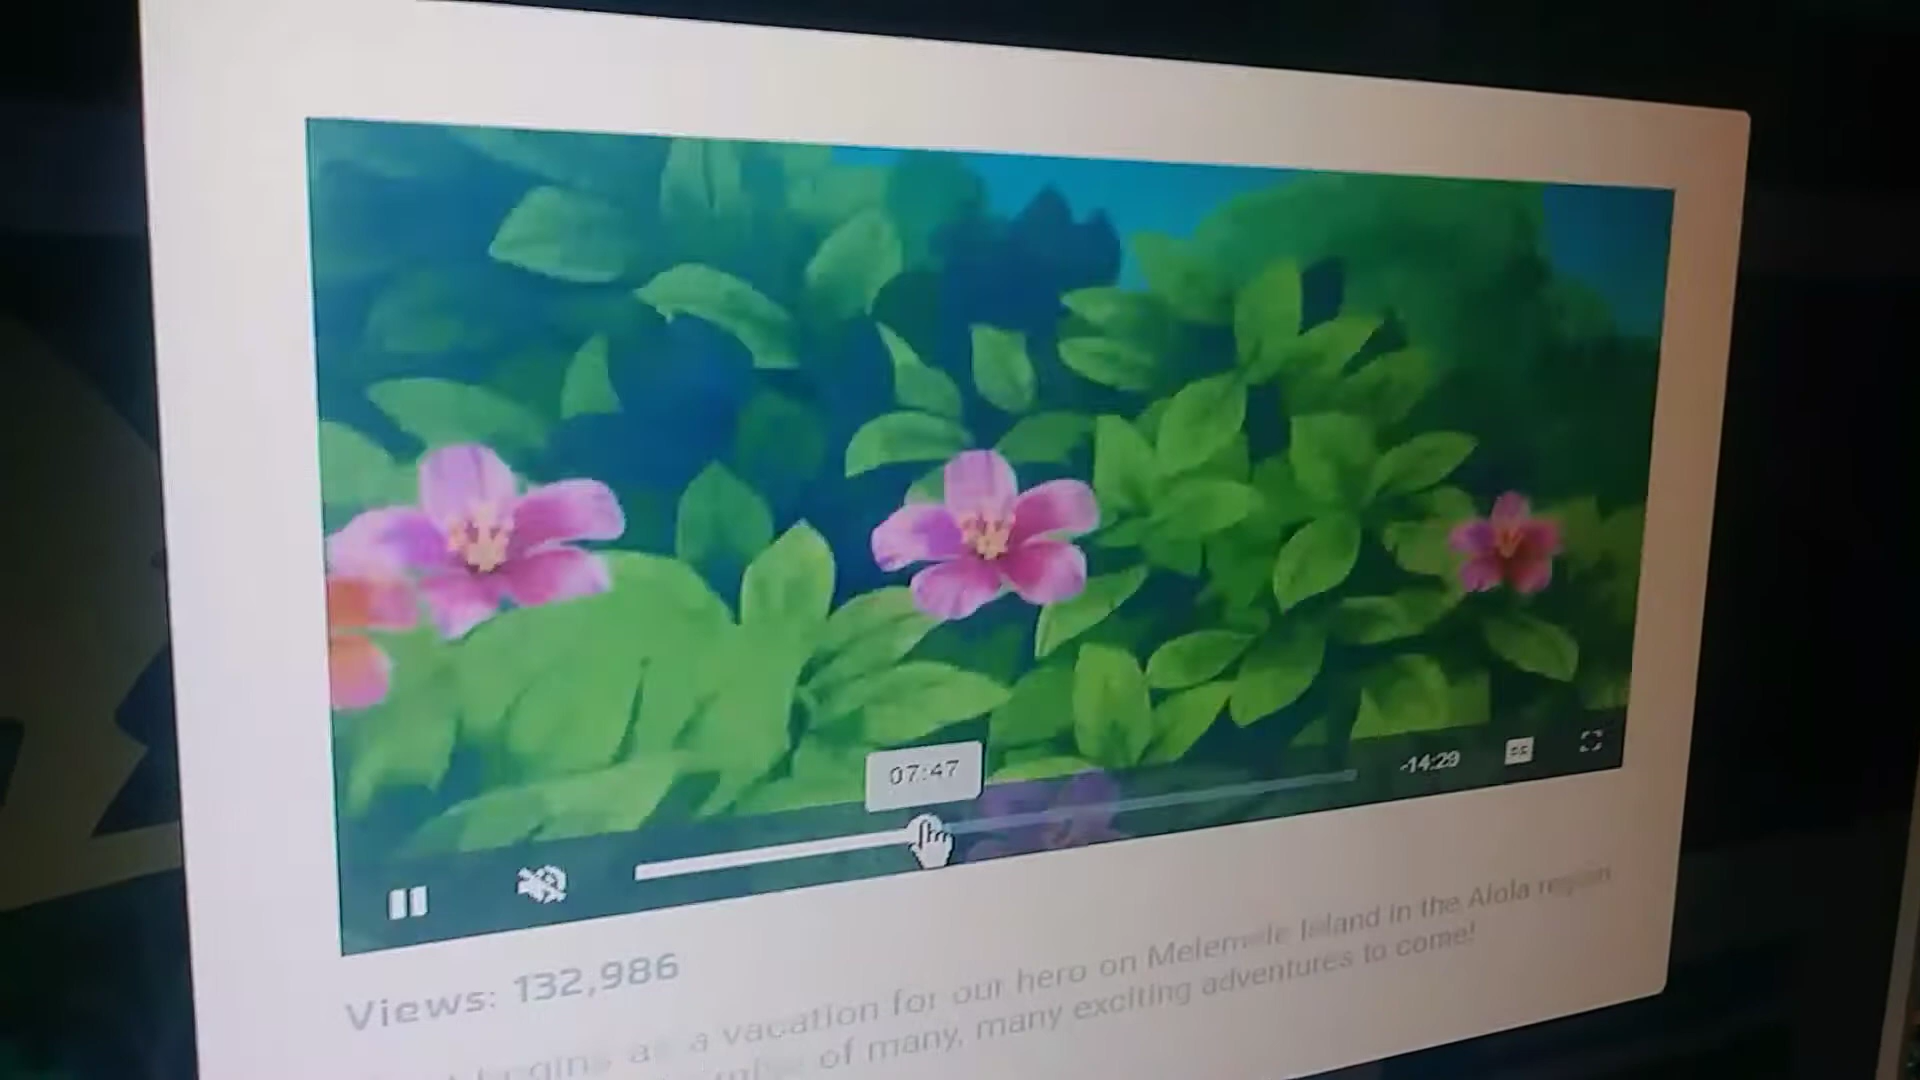 07:47
-14:29
CC
Views: 132,986
a vacation for our hero on Melemele Island in the Alola region
of many, many exciting adventures to come!